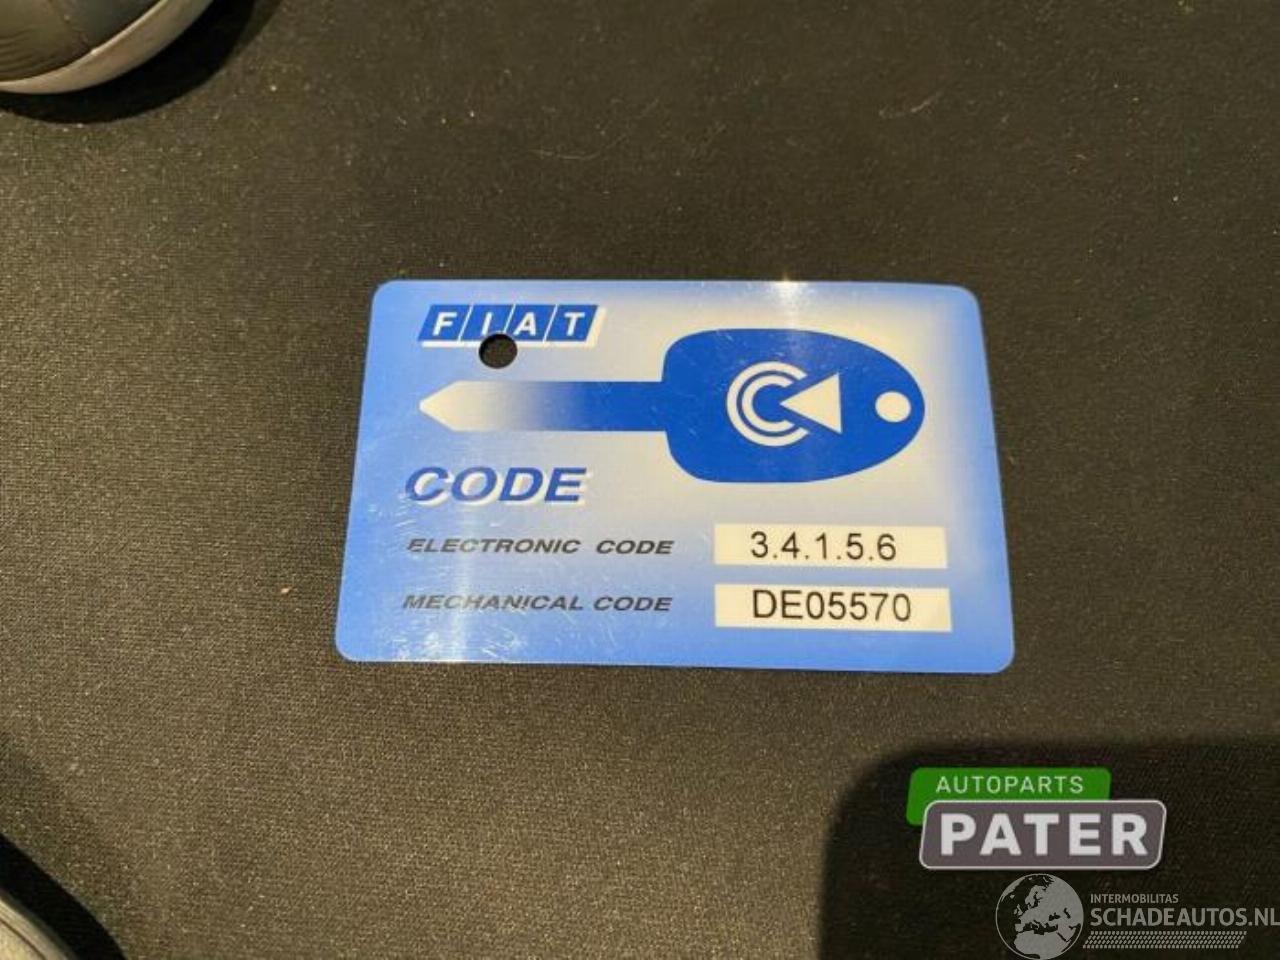 FIAT
CODE
ELECTRONIC CODE 3.4.1.5.6
MECHANICAL CODE DE05570
AUTOPARTS
PATER
INTERMOBILITAS
SCHADEAUTOS.NL